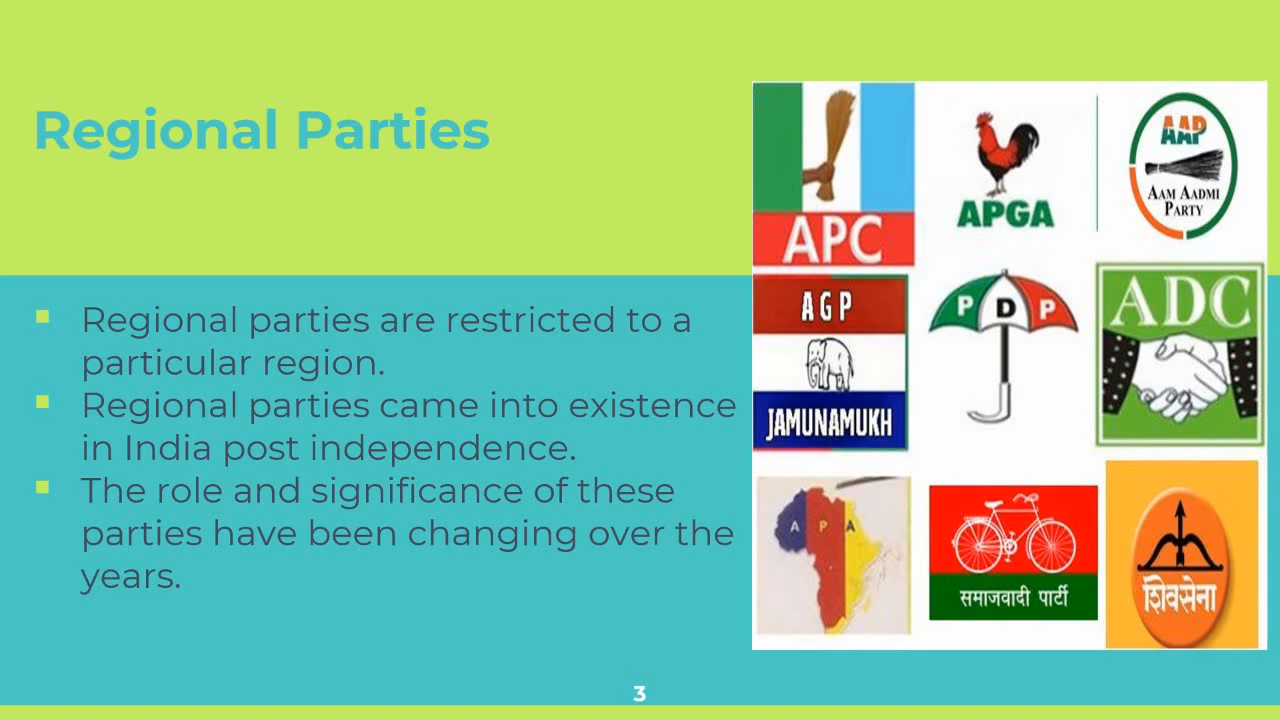 Regional Parties
▪ Regional parties are restricted to a
particular region.
▪ Regional parties came into existence
in India post independence.
▪ The role and significance of these
parties have been changing over the
years.
APC
APGA
AAP
AAM AADMI
PARTY
AGP
JAMUNAMUKH
PDP
ADC
APA
समाजवादी पार्टी
शिवसेना
3